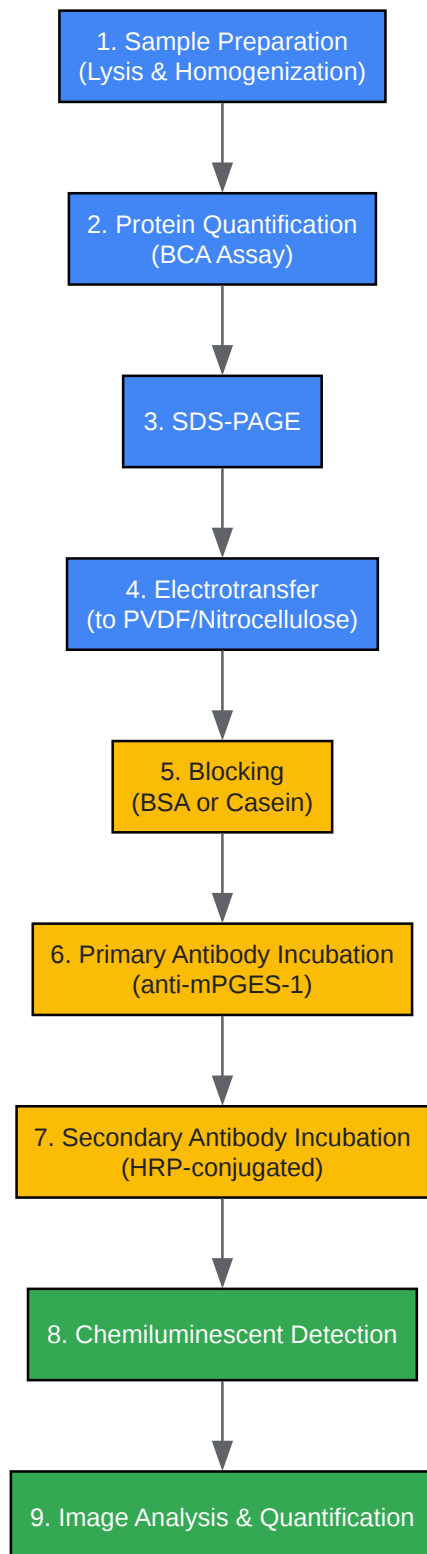 1. Sample Preparation
(Lysis & Homogenization)
2. Protein Quantification
(BCA Assay)
3. SDS-PAGE
4. Electrotransfer
(to PVDF/Nitrocellulose)
5. Blocking
(BSA or Casein)
6. Primary Antibody Incubation
(anti-mPGES-1)
7. Secondary Antibody Incubation
(HRP-conjugated)
8. Chemiluminescent Detection
9. Image Analysis & Quantification